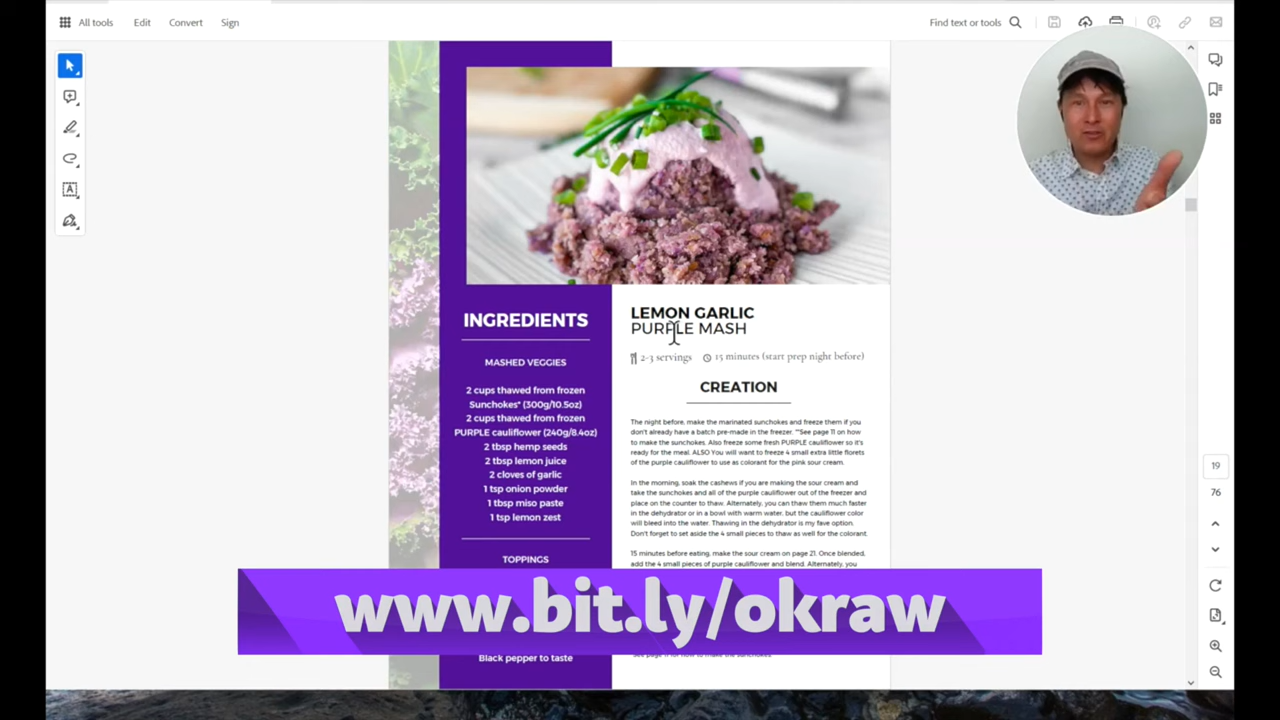 All tools Edit Convert Sign Find text or tools
INGREDIENTS
MASHED VEGGIES
2 cups thawed from frozen
Sunchokes* (300g/10.5oz)
2 cups thawed from frozen
PURPLE cauliflower (240g/8.4oz)
2 tbsp hemp seeds
2 tbsp lemon juice
2 cloves of garlic
1 tsp onion powder
1 tbsp miso paste
1 tsp lemon zest
TOPPINGS
Black pepper to taste
LEMON GARLIC
PURPLE MASH
2-3 servings 15 minutes (start prep night before)
CREATION
The night before, make the marinated sunchokes and freeze them if you
don't already have a batch pre-made in the freezer. **See page 11 on how
to make the sunchokes. Also freeze some fresh PURPLE cauliflower so it's
ready for the meal. ALSO You will want to freeze 4 small extra little florets
of the purple cauliflower to use as colorant for the pink sour cream.
In the morning, soak the cashews if you are making the sour cream and
take the sunchokes and all of the purple cauliflower out of the freezer and
place on the counter to thaw. Alternately, you can thaw them much faster
in the dehydrator or in a bowl with warm water, but the cauliflower color
will bleed into the water. Thawing in the dehydrator is my fave option.
Don't forget to set aside the 4 small pieces to thaw as well for the colorant.
15 minutes before eating, make the sour cream on page 21. Once blended,
add the 4 small pieces of purple cauliflower and blend. Alternately, you
www.bit.ly/okraw
19
76